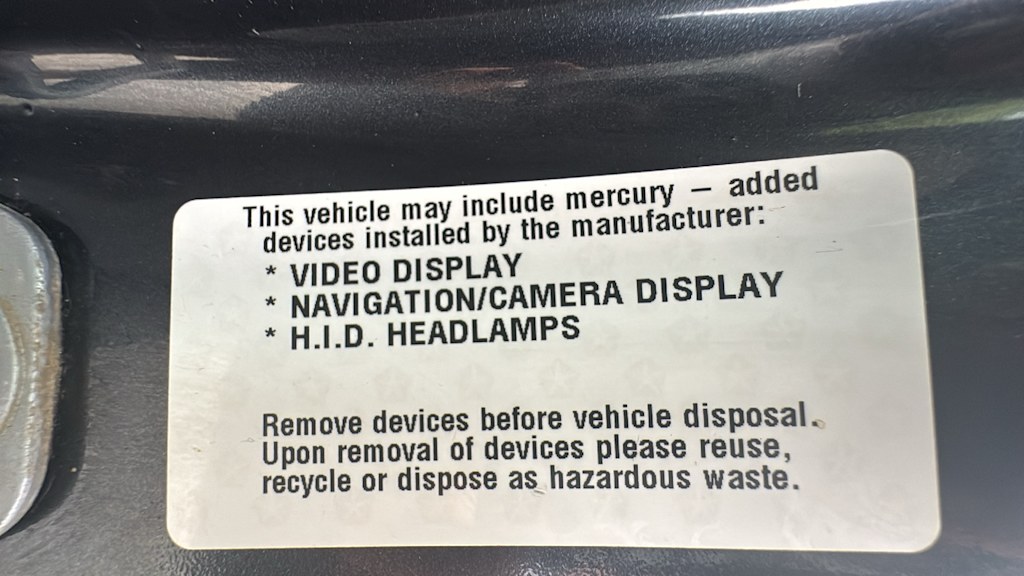 This vehicle may include mercury — added
devices installed by the manufacturer:
* VIDEO DISPLAY
* NAVIGATION/CAMERA DISPLAY
* H.I.D. HEADLAMPS
Remove devices before vehicle disposal.
Upon removal of devices please reuse,
recycle or dispose as hazardous waste.